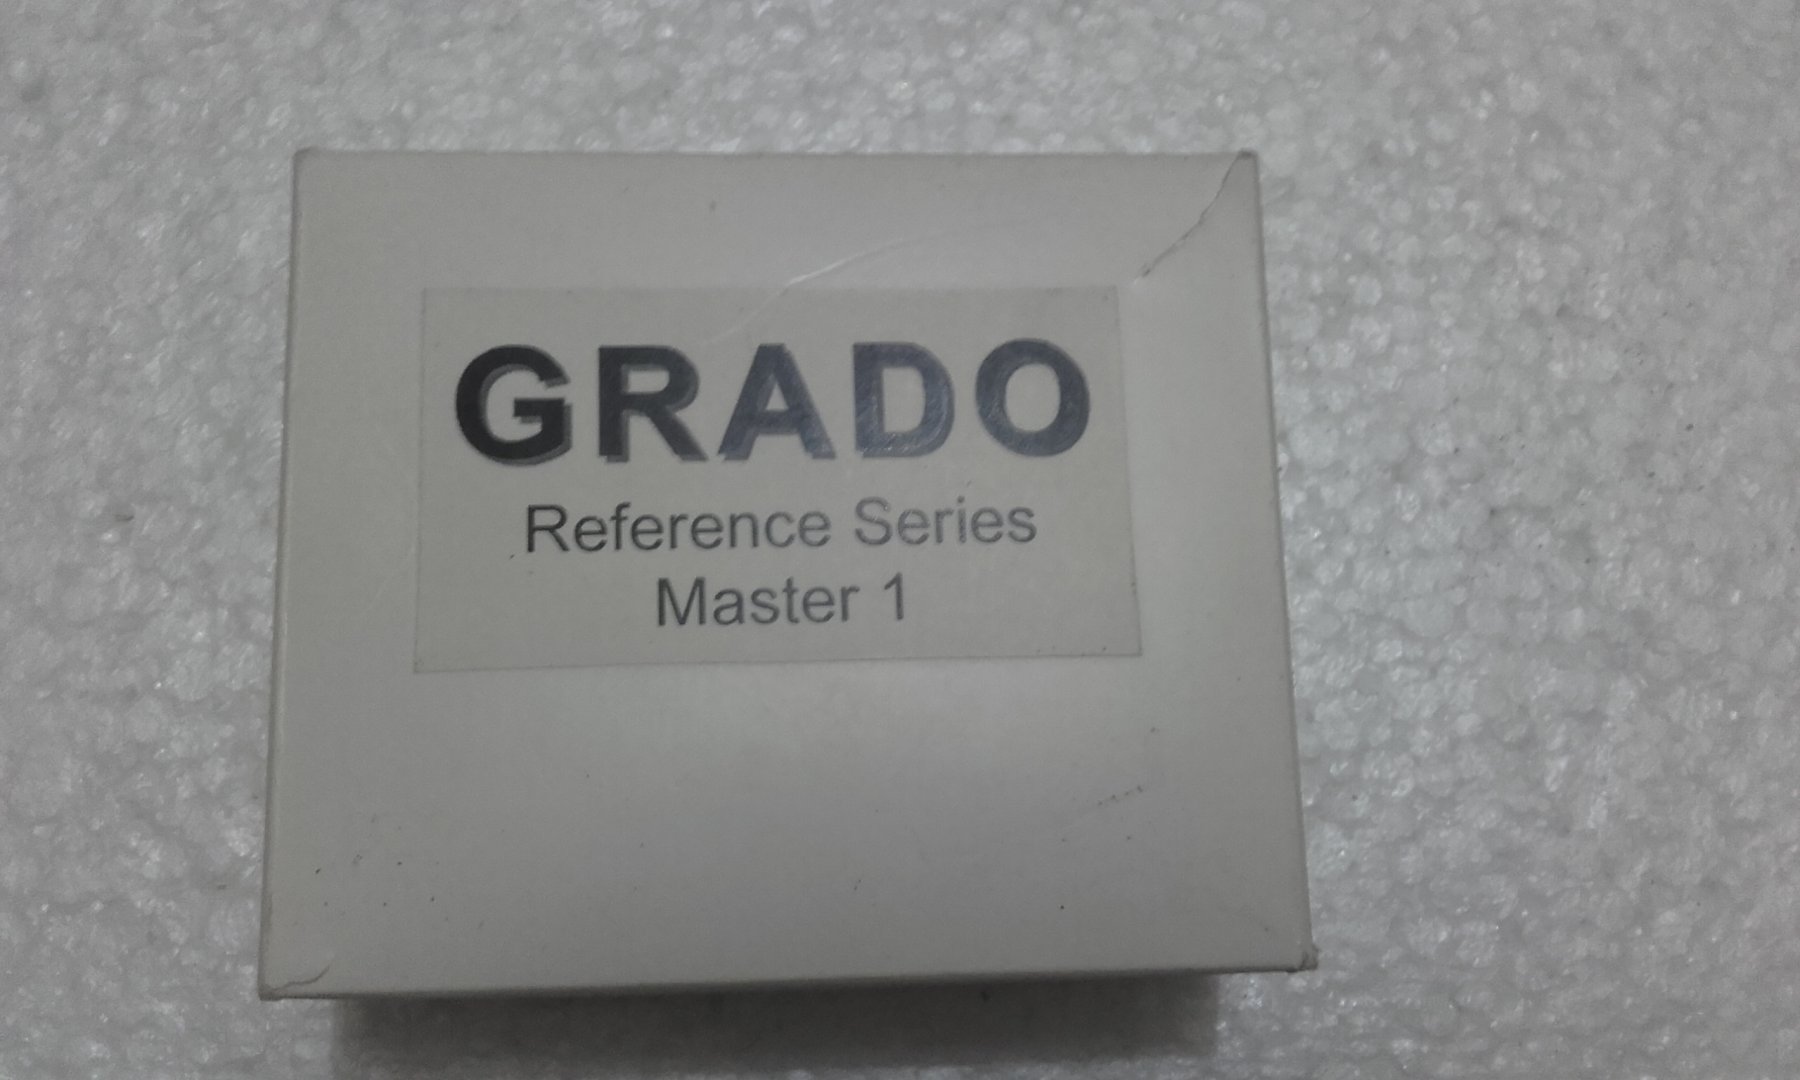 GRADO
Reference Series
Master 1